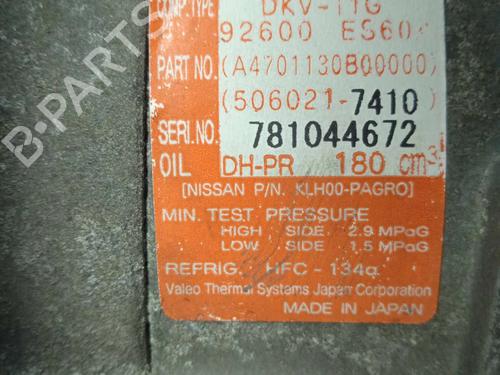 COMP.TYPE DKV-11G
92600 ES60
PART NO. (A4701130B00000)
(506021-7410)
SERI.NO. 781044672
OIL DH-PR 180 cm3
[NISSAN P/N. KLH00-PAGRO]
MIN. TEST PRESSURE
HIGH SIDE 2.9 MPaG
LOW SIDE 1.5 MPaG
REFRIG. HFC - 134a
Valeo Thermal Systems Japan Corporation
MADE IN JAPAN